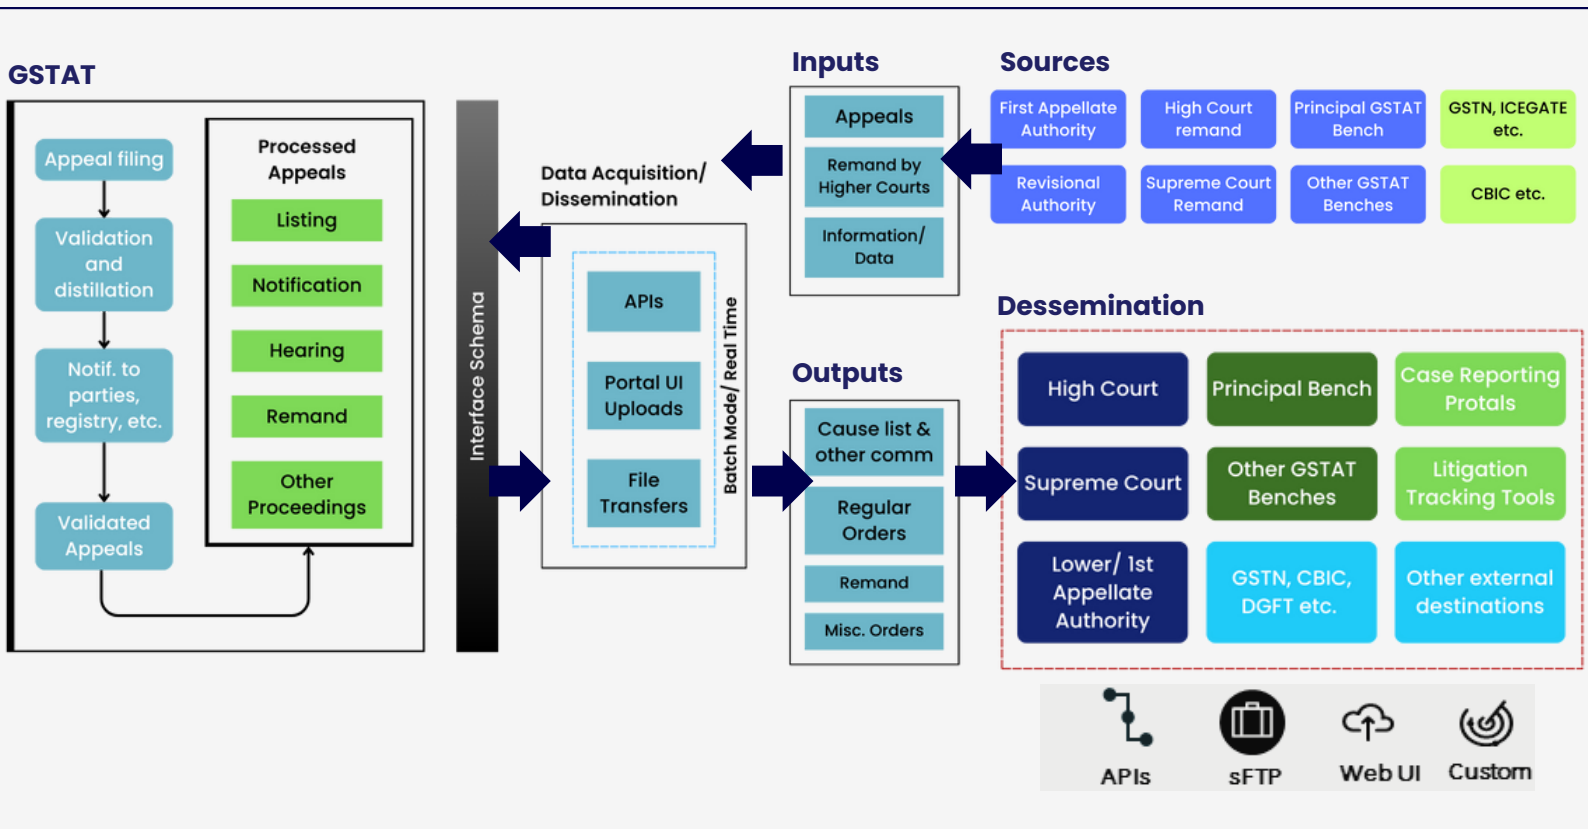 GSTAT
Appeal filing
Validation
and
distillation
Notif. to
parties,
registry, etc.
Validated
Appeals
Processed
Appeals
Listing
Notification
Hearing
Remand
Other
Proceedings
Interface Schema
Data Acquisition/
Dissemination
APIs
Portal UI
Uploads
File
Transfers
Batch Mode/ Real Time
Inputs
Appeals
Remand by
Higher Courts
Information/
Data
Sources
First Appellate
Authority
High Court
remand
Principal GSTAT
Bench
GSTN, ICEGATE
etc.
Revisional
Authority
Supreme Court
Remand
Other GSTAT
Benches
CBIC etc.
Outputs
Cause list &
other comm
Regular
Orders
Remand
Misc. Orders
Dessemination
High Court
Principal Bench
Case Reporting
Protals
Supreme Court
Other GSTAT
Benches
Litigation
Tracking Tools
Lower/ 1st
Appellate
Authority
GSTN, CBIC,
DGFT etc.
Other external
destinations
APIs
sFTP
Web UI
Custom